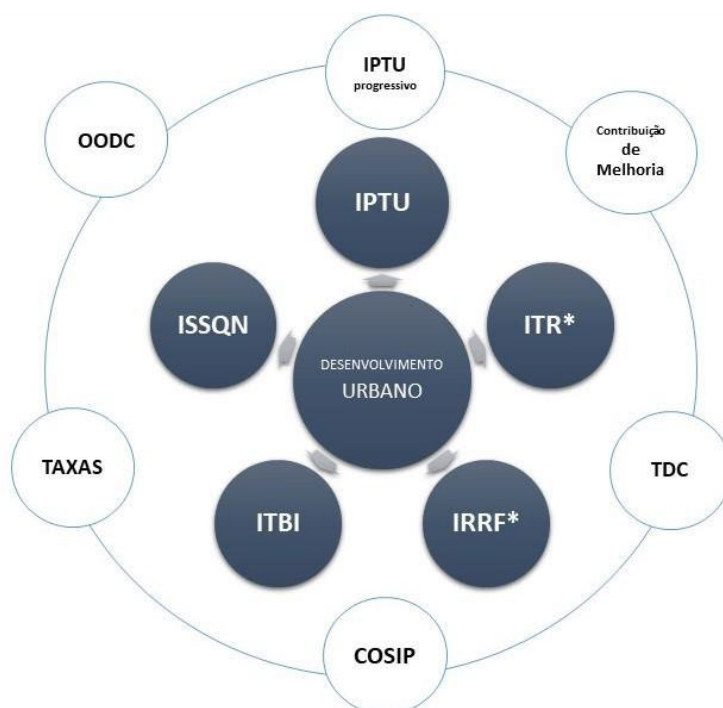 IPTU
progressivo
OODC
Contribuição
de
Melhoria
IPTU
ISSQN
ITR*
DESENVOLVIMENTO
URBANO
TAXAS
TDC
ITBI
IRRF*
COSIP